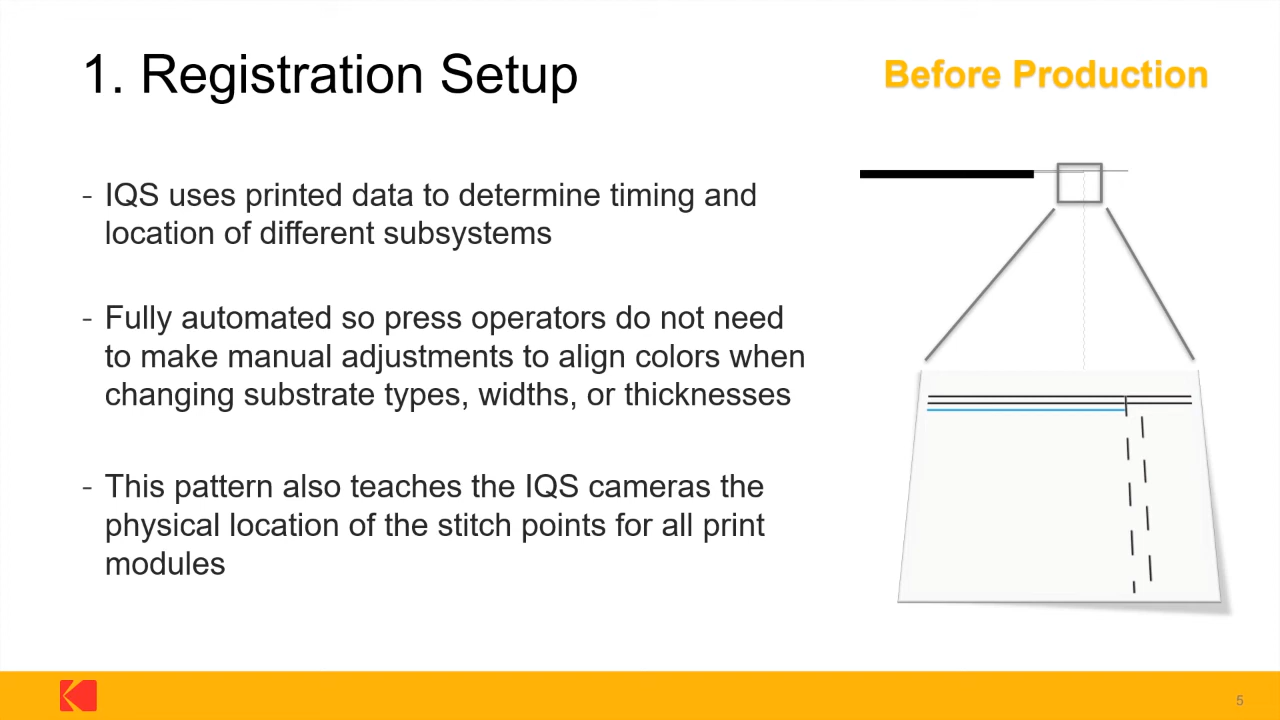 1. Registration Setup
Before Production
- IQS uses printed data to determine timing and
location of different subsystems
- Fully automated so press operators do not need
to make manual adjustments to align colors when
changing substrate types, widths, or thicknesses
- This pattern also teaches the IQS cameras the
physical location of the stitch points for all print
modules
5